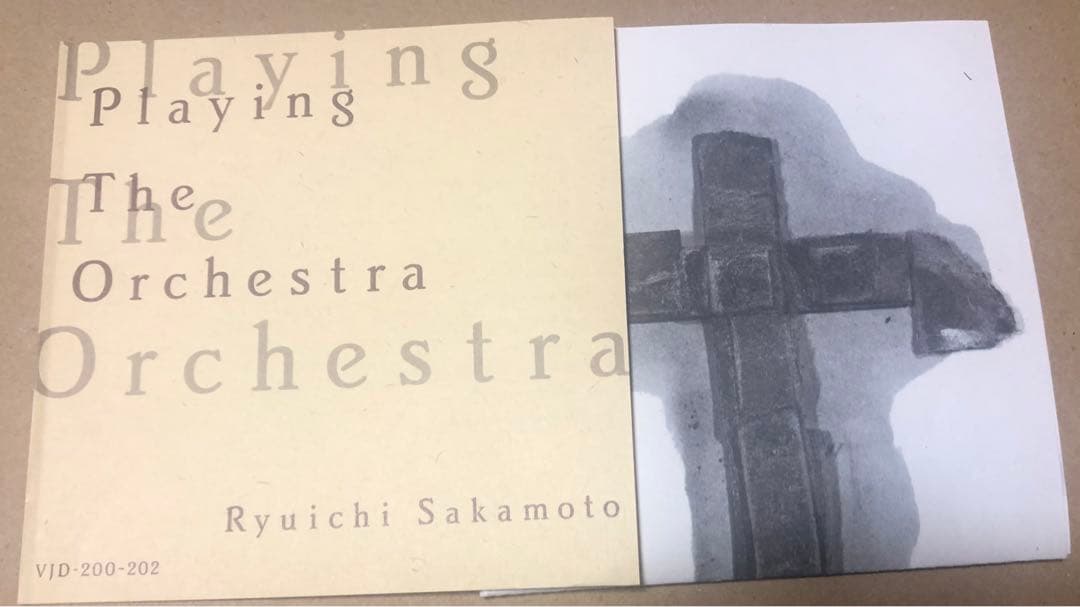 Playing
Playing
The
The
Orchestra
Orchestra
Ryuichi Sakamoto
VJD-200-202